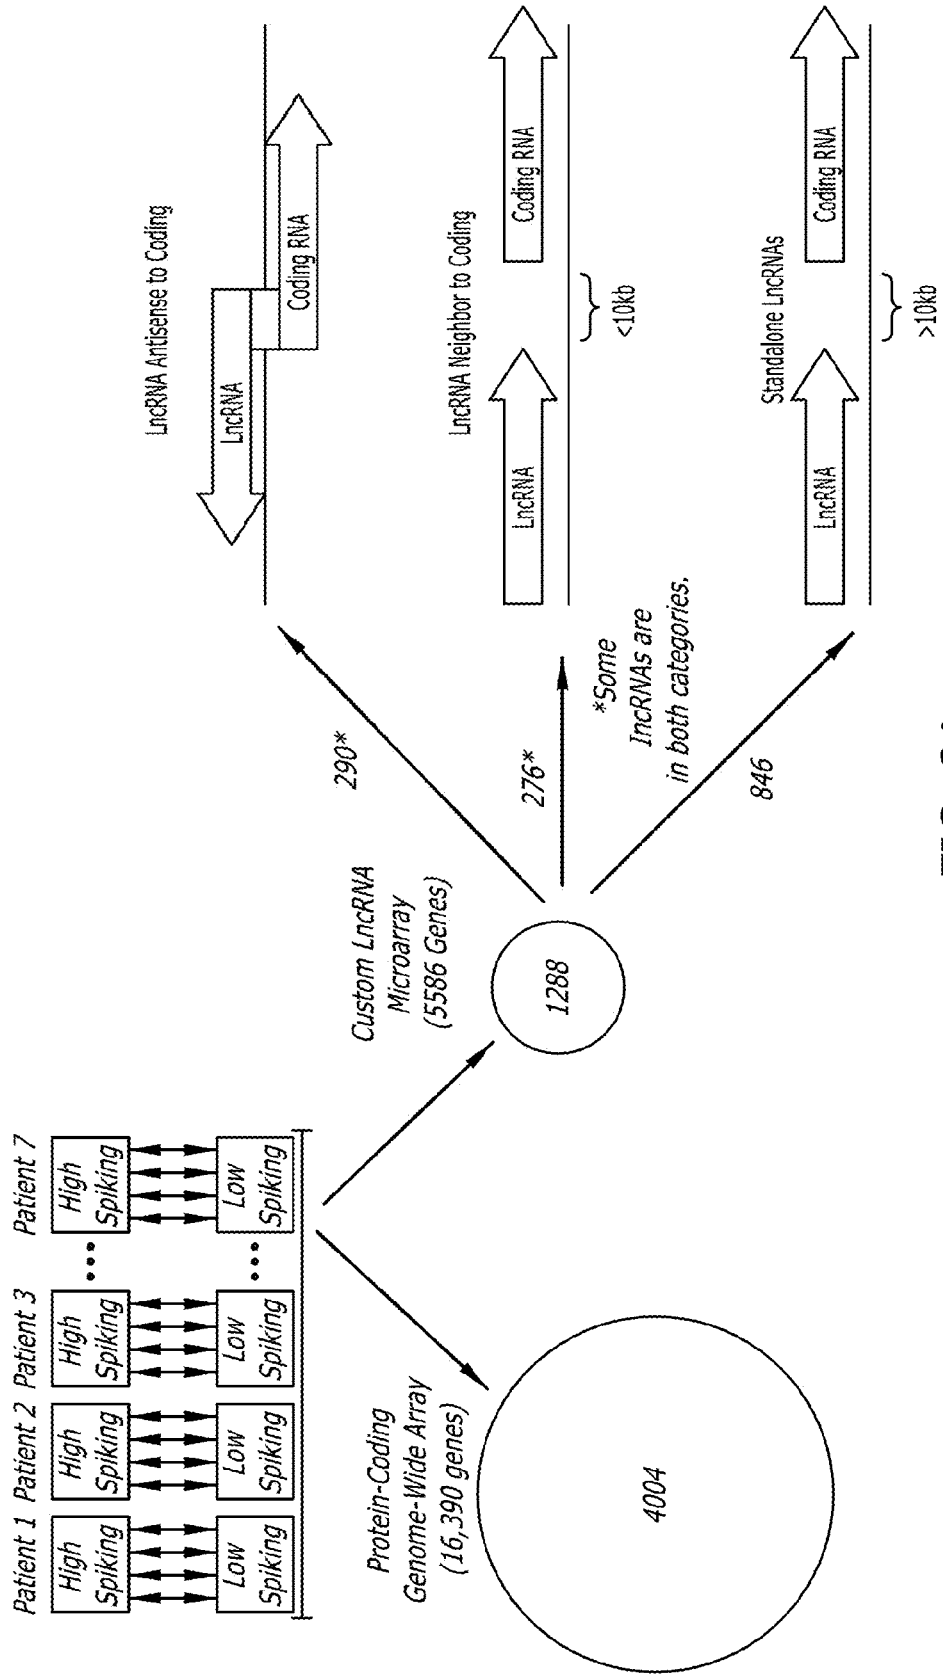 Patient 1
Patient 2
Patient 3
Patient 7
High
Spiking
High
Spiking
High
Spiking
High
Spiking
Low
Spiking
Low
Spiking
Low
Spiking
Low
Spiking
Protein-Coding
Genome-Wide Array
(16,390 genes)
4004
Custom LncRNA
Microarray
(5586 Genes)
1288
290*
276*
*Some
lncRNAs are
in both categories.
846
LncRNA Antisense to Coding
LncRNA
Coding RNA
LncRNA Neighbor to Coding
LncRNA
Coding RNA
<10kb
Standalone LncRNAs
LncRNA
Coding RNA
>10kb